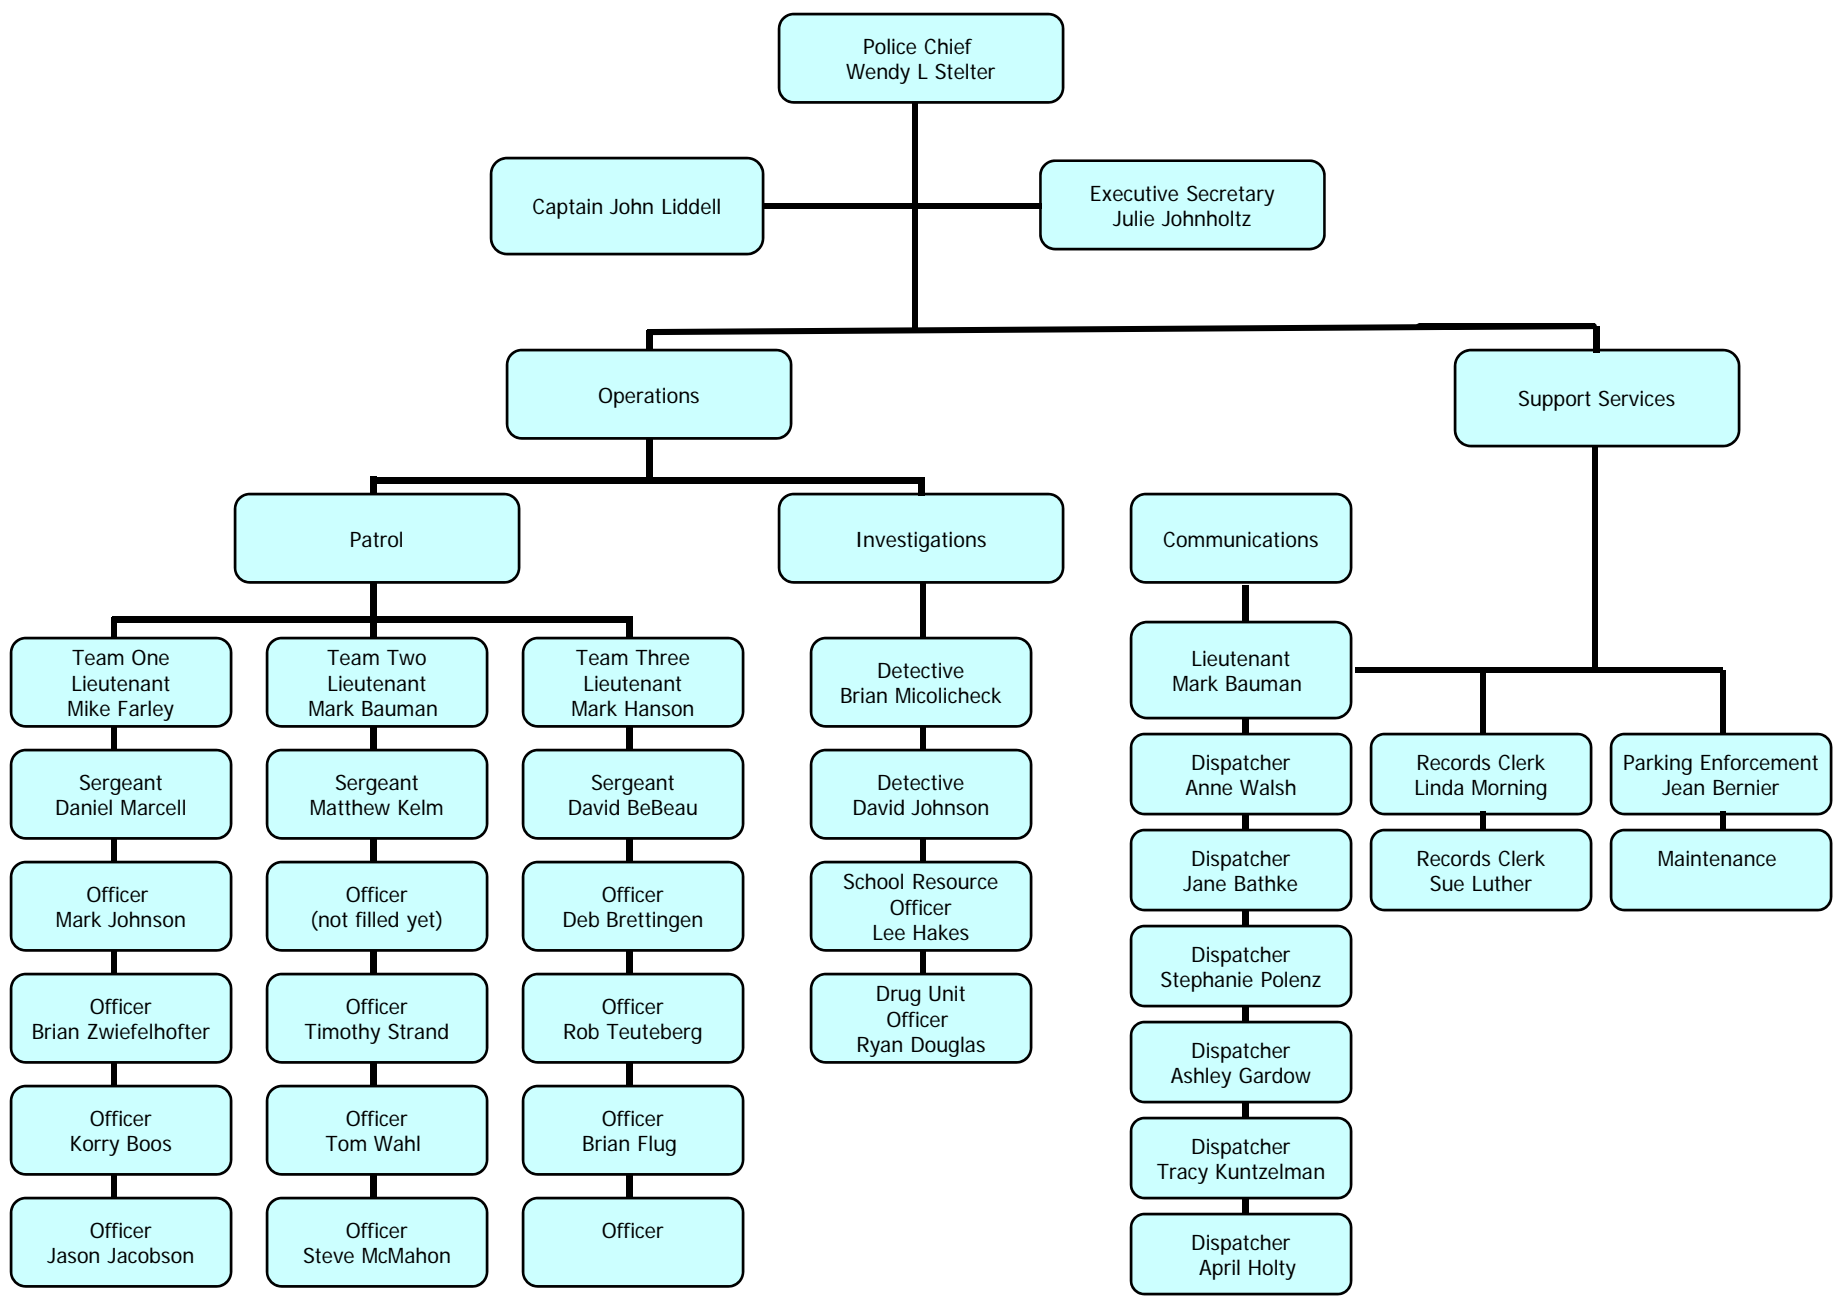 Police Chief
Wendy L Stelter
Captain John Liddell
Executive Secretary
Julie Johnholtz
Operations
Support Services
Patrol
Investigations
Communications
Team One
Lieutenant
Mike Farley
Team Two
Lieutenant
Mark Bauman
Team Three
Lieutenant
Mark Hanson
Detective
Brian Micolicheck
Lieutenant
Mark Bauman
Sergeant
Daniel Marcell
Sergeant
Matthew Kelm
Sergeant
David BeBeau
Detective
David Johnson
Dispatcher
Anne Walsh
Records Clerk
Linda Morning
Parking Enforcement
Jean Bernier
Officer
Mark Johnson
Officer
(not filled yet)
Officer
Deb Brettingen
School Resource
Officer
Lee Hakes
Dispatcher
Jane Bathke
Records Clerk
Sue Luther
Maintenance
Officer
Brian Zwiefelhofter
Officer
Timothy Strand
Officer
Rob Teuteberg
Drug Unit
Officer
Ryan Douglas
Dispatcher
Stephanie Polenz
Dispatcher
Ashley Gardow
Officer
Korry Boos
Officer
Tom Wahl
Officer
Brian Flug
Dispatcher
Tracy Kuntzelman
Officer
Jason Jacobson
Officer
Steve McMahon
Officer
Dispatcher
April Holty